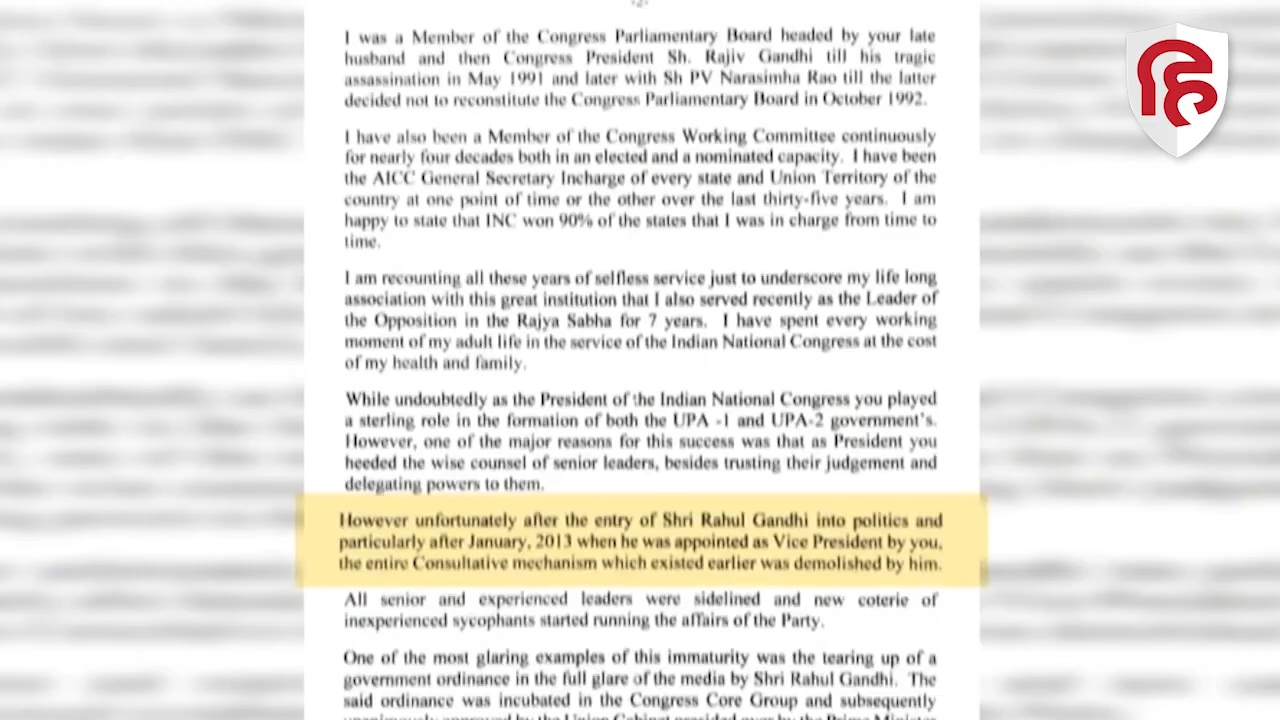 -2-
I was a Member of the Congress Parliamentary Board headed by your late
husband and then Congress President Sh. Rajiv Gandhi till his tragic
assassination in May 1991 and later with Sh PV Narasimha Rao till the latter
decided not to reconstitute the Congress Parliamentary Board in October 1992.
I have also been a Member of the Congress Working Committee continuously
for nearly four decades both in an elected and a nominated capacity. I have been
the AICC General Secretary Incharge of every state and Union Territory of the
country at one point of time or the other over the last thirty-five years. I am
happy to state that INC won 90% of the states that I was in charge from time to
time.
I am recounting all these years of selfless service just to underscore my life long
association with this great institution that I also served recently as the Leader of
the Opposition in the Rajya Sabha for 7 years. I have spent every working
moment of my adult life in the service of the Indian National Congress at the cost
of my health and family.
While undoubtedly as the President of the Indian National Congress you played
a sterling role in the formation of both the UPA -1 and UPA-2 government's.
However, one of the major reasons for this success was that as President you
heeded the wise counsel of senior leaders, besides trusting their judgement and
delegating powers to them.
However unfortunately after the entry of Shri Rahul Gandhi into politics and
particularly after January, 2013 when he was appointed as Vice President by you,
the entire Consultative mechanism which existed earlier was demolished by him.
All senior and experienced leaders were sidelined and new coterie of
inexperienced sycophants started running the affairs of the Party.
One of the most glaring examples of this immaturity was the tearing up of a
government ordinance in the full glare of the media by Shri Rahul Gandhi. The
said ordinance was incubated in the Congress Core Group and subsequently